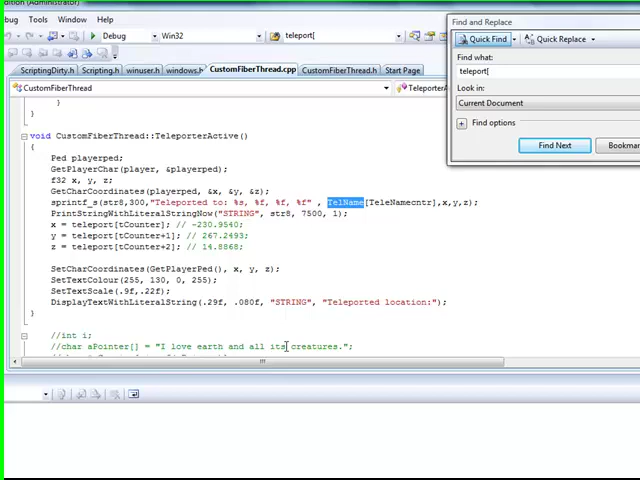 dition (Administrator)
bug Tools Window Help
Debug Win32 teleport[
ScriptingDirty.h Scripting.h winuser.h windows.h CustomFiberThread.cpp CustomFiberThread.h Start Page
CustomFiberThread TeleporterA
}
}
void CustomFiberThread::TeleporterActive()
{
Ped playerped;
GetPlayerChar(player, &playerped);
f32 x, y, z;
GetCharCoordinates(playerped, &x, &y, &z);
sprintf_s(str8,300,"Teleported to: %s, %f, %f, %f" , TelName[TeleNamecntr],x,y,z);
PrintStringWithLiteralStringNow("STRING", str8, 7500, 1);
x = teleport[tCounter]; // -230.9540;
y = teleport[tCounter+1]; // 267.2493;
z = teleport[tCounter+2]; // 14.8868;
SetCharCoordinates(GetPlayerPed(), x, y, z);
SetTextColour(255, 130, 0, 255);
SetTextScale(.9f,.22f);
DisplayTextWithLiteralString(.29f, .080f, "STRING", "Teleported location:");
}
//int i;
//char aPointer[] = "I love earth and all its creatures.";
Find and Replace
Quick Find Quick Replace
Find what:
teleport[
Look in:
Current Document
Find options
Find Next Bookmar